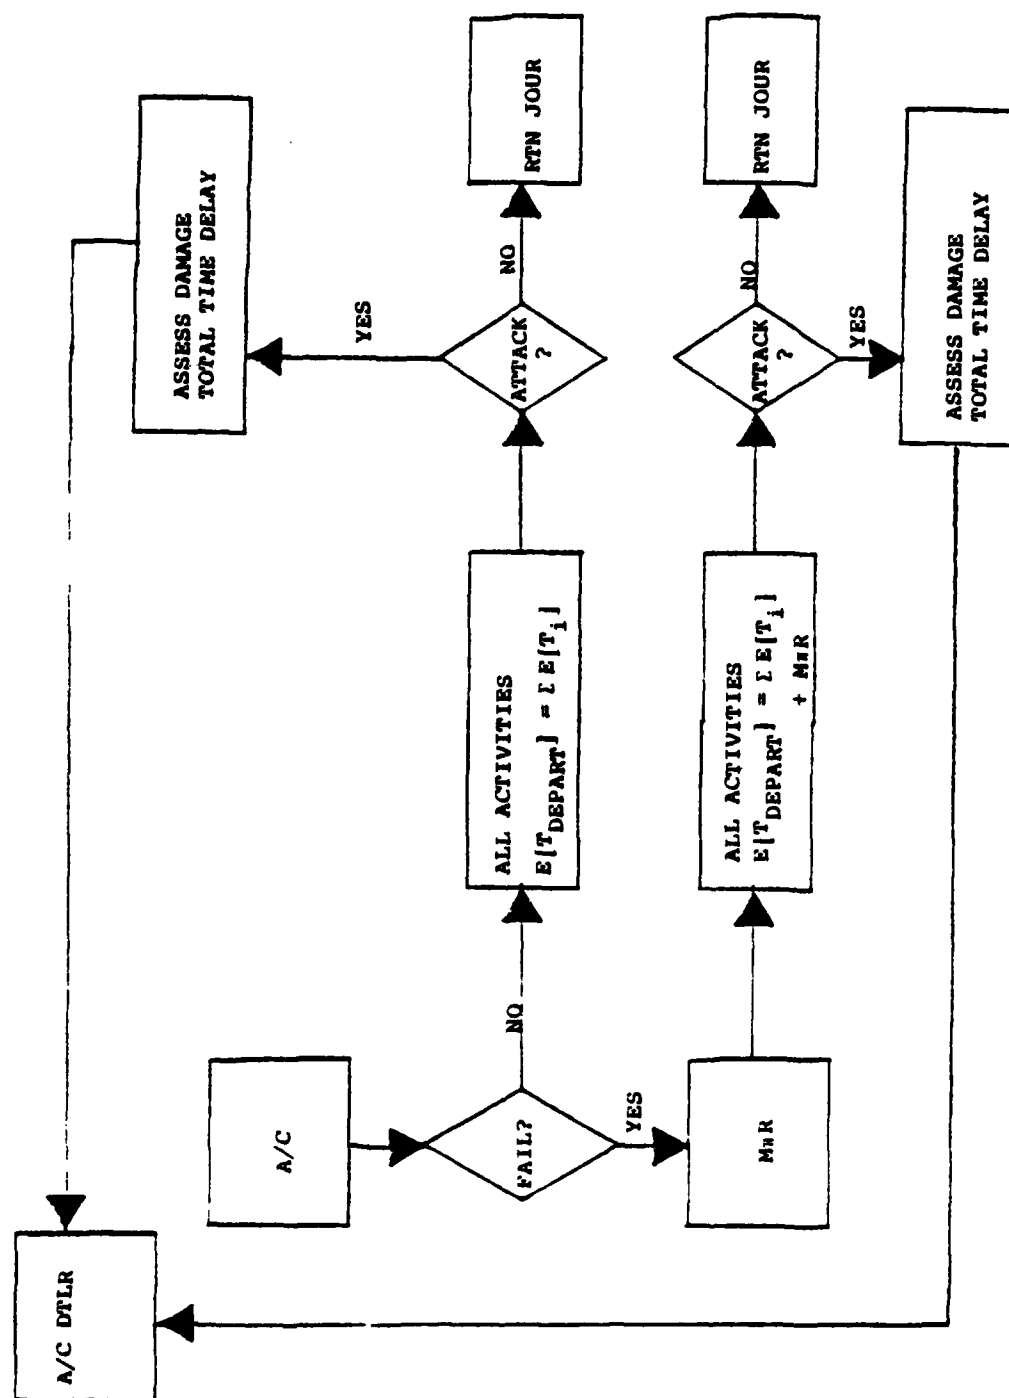 A/C DTLR
A/C
FAIL?
NO
YES
M&R
ALL ACTIVITIES
E[T_DEPART] = Σ E[T_i]
ATTACK
?
YES
NO
RTN JOUR
ASSESS DAMAGE
TOTAL TIME DELAY
ALL ACTIVITIES
E[T_DEPART] = Σ E[T_i]
+ M&R
ATTACK
?
NO
YES
RTN JOUR
ASSESS DAMAGE
TOTAL TIME DELAY